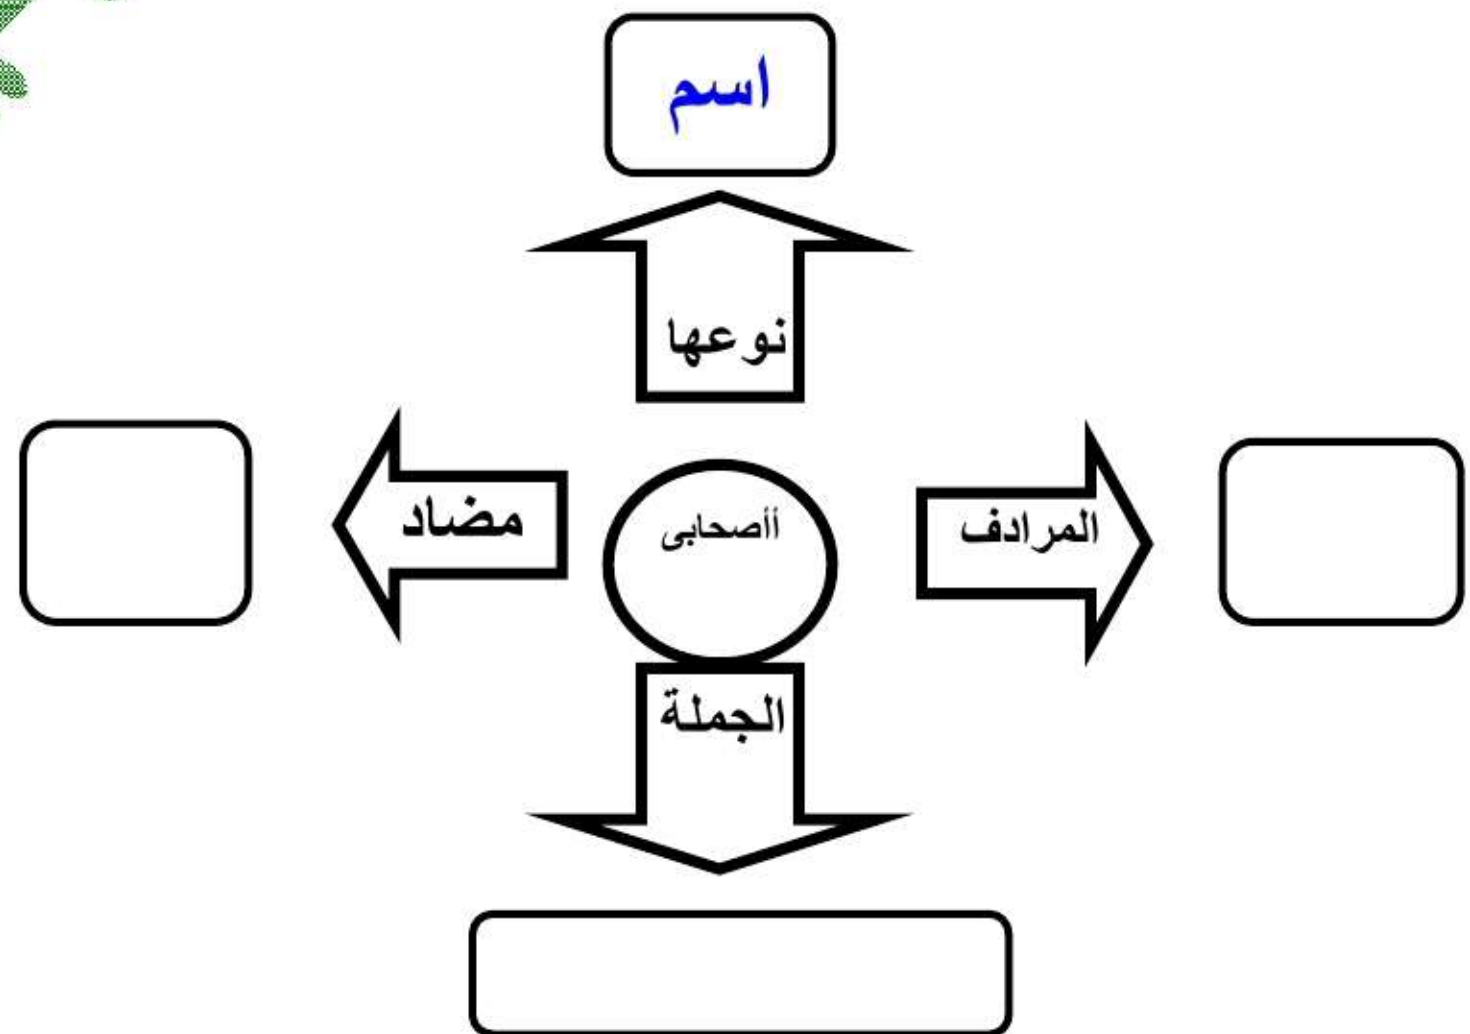 اسم
نوعها
المرادف
أأصحابى
مضاد
الجملة